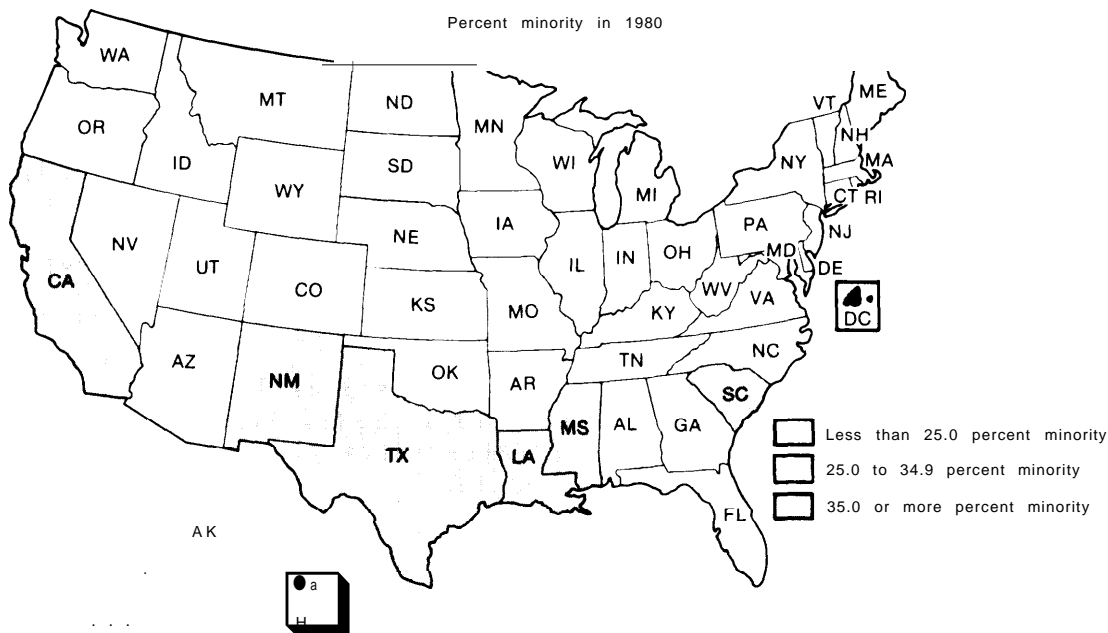 Percent minority in 1980
WA
MT
ND
MN
VT
ME
OR
ID
SD
WI
MI
NY
NH
MA
WY
CT RI
IA
PA
NJ
NV
NE
UT
IL
IN
OH
MD
DE
CA
CO
KS
MO
WV
VA
KY
DC
AZ
NM
OK
AR
TN
NC
SC
TX
LA
MS
AL
GA
Less than 25.0 percent minority
25.0 to 34.9 percent minority
35.0 or more percent minority
FL
AK
a
H
. . .